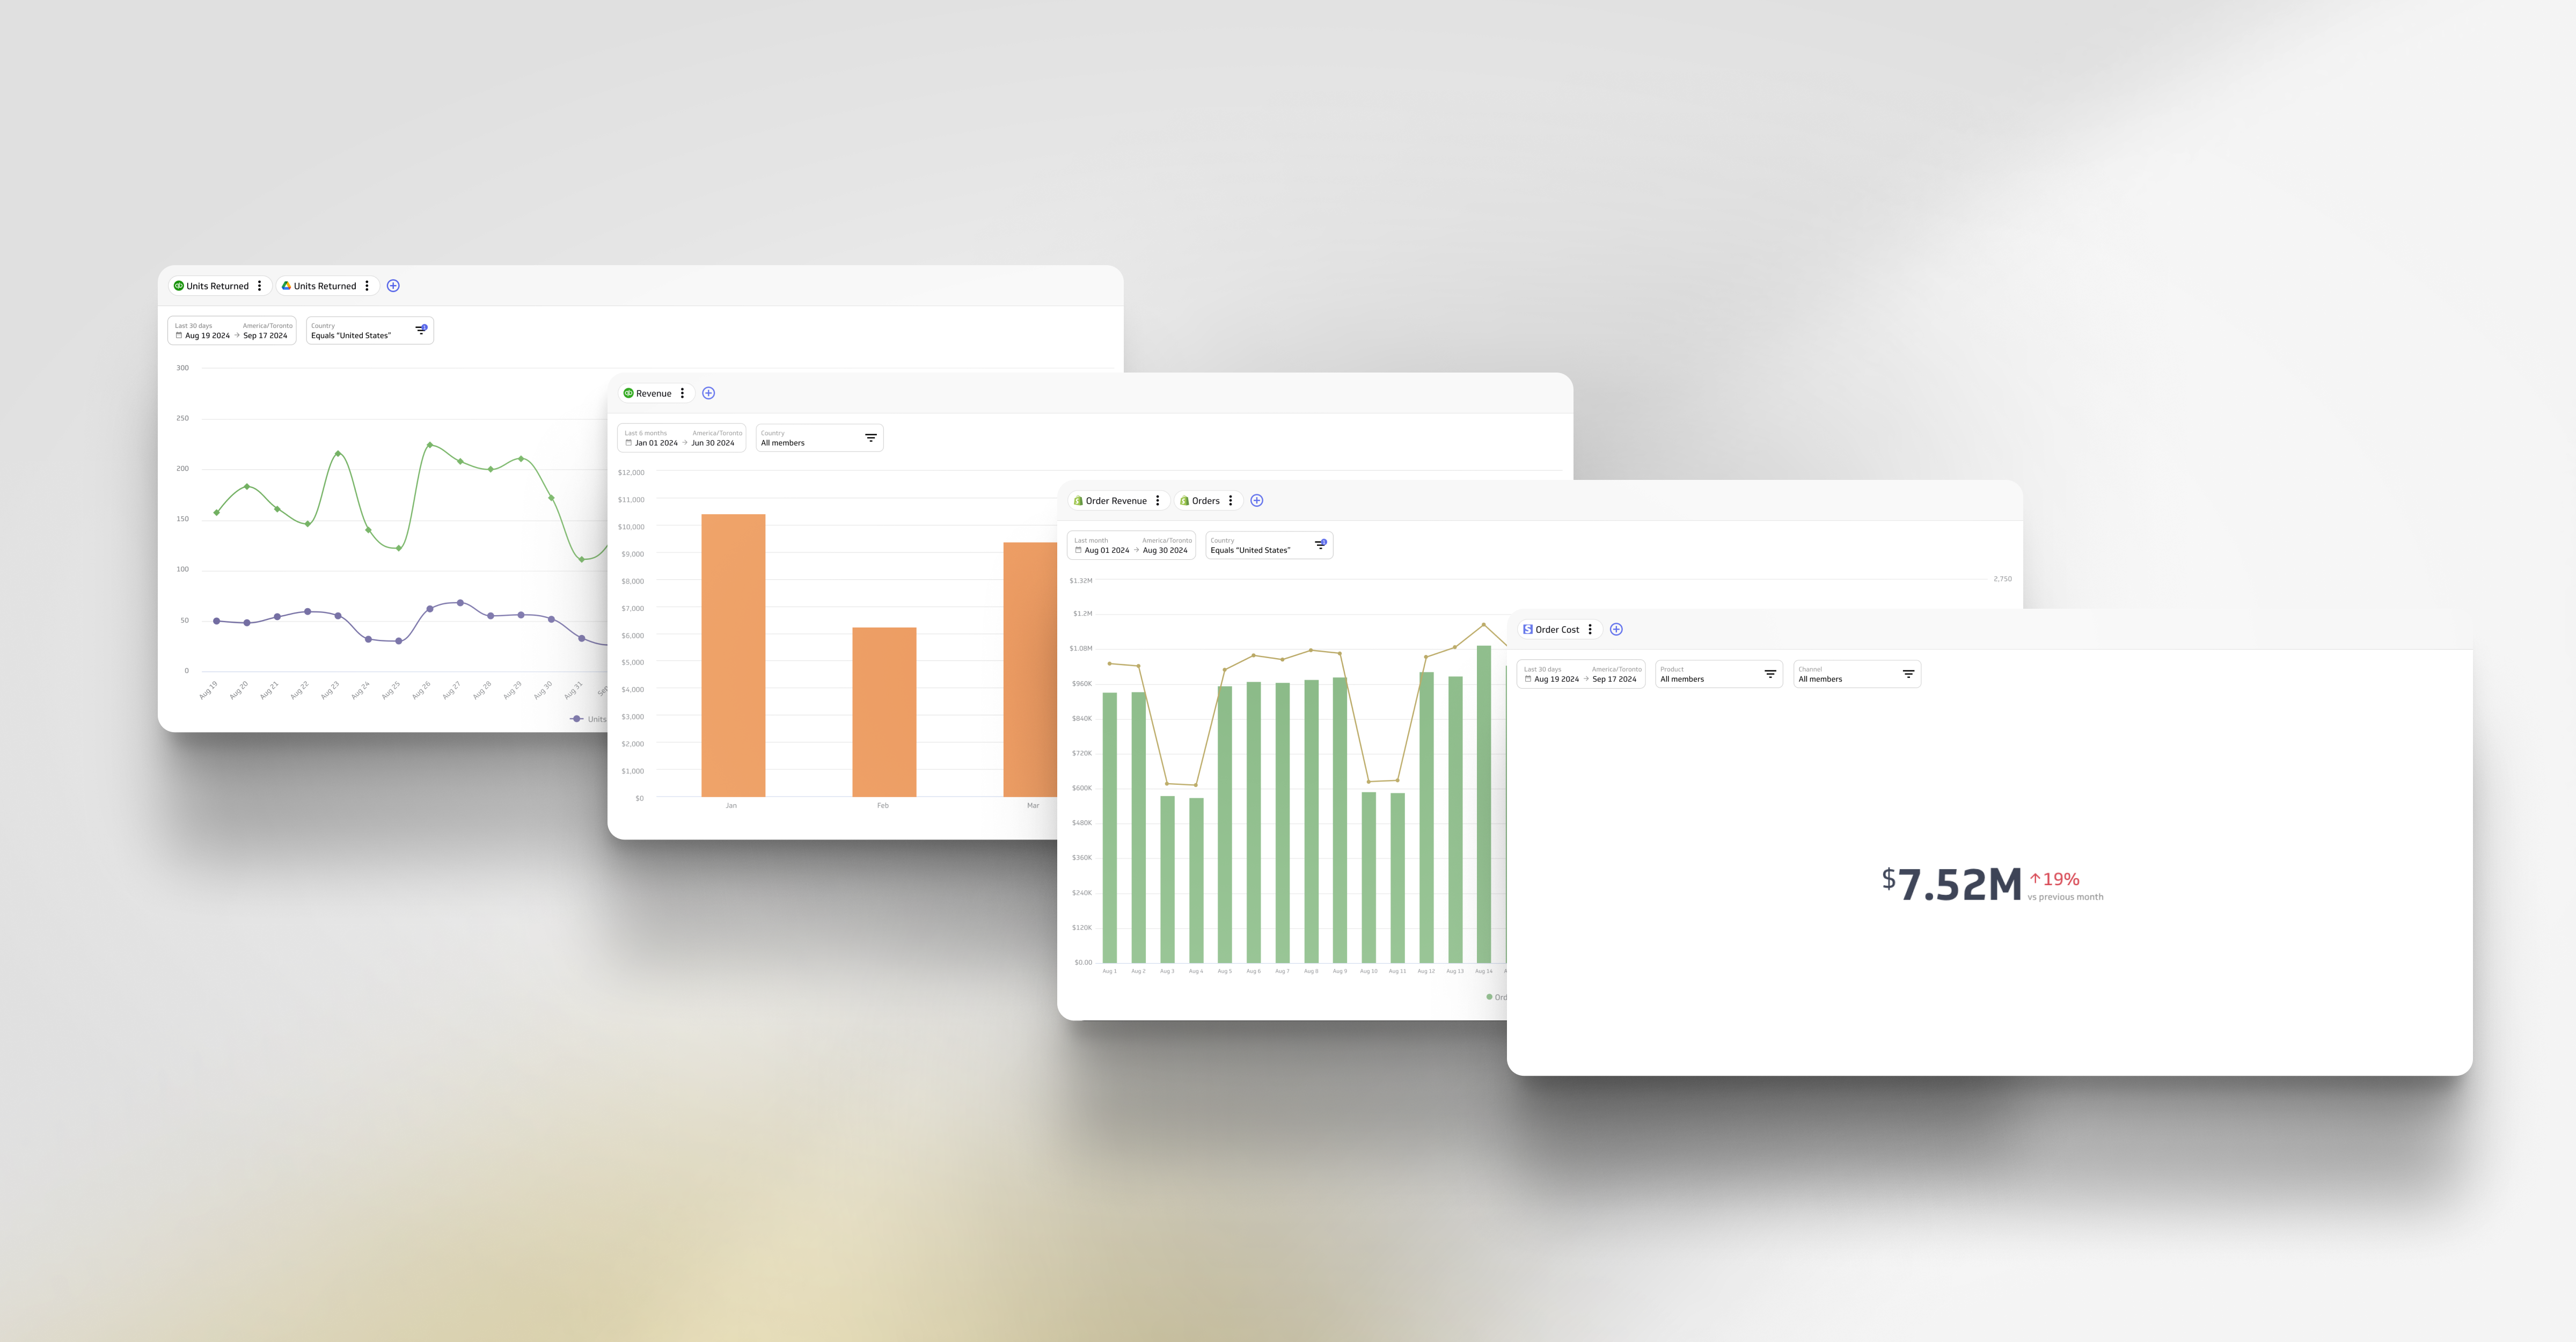 Units Returned
Units Returned
Last 30 days America/Toronto
Aug 19 2024 → Sep 17 2024
Country
Equals "United States"
1
300
250
200
150
100
50
0
Aug 19 Aug 20 Aug 21 Aug 22 Aug 23 Aug 24 Aug 25 Aug 26 Aug 27 Aug 28 Aug 29 Aug 30 Aug 31 Sep
Units
Revenue
Last 6 months America/Toronto
Jan 01 2024 → Jun 30 2024
Country
All members
$12,000
$11,000
$10,000
$9,000
$8,000
$7,000
$6,000
$5,000
$4,000
$3,000
$2,000
$1,000
$0
Jan Feb Mar
Order Revenue
Orders
Last month America/Toronto
Aug 01 2024 → Aug 30 2024
Country
Equals "United States"
1
$1.32M
2,750
$1.2M
$1.08M
$960K
$840K
$720K
$600K
$480K
$360K
$240K
$120K
$0.00
Aug 1 Aug 2 Aug 3 Aug 4 Aug 5 Aug 6 Aug 7 Aug 8 Aug 9 Aug 10 Aug 11 Aug 12 Aug 13 Aug 14 A
Ord
Order Cost
Last 30 days America/Toronto
Aug 19 2024 → Sep 17 2024
Product
All members
Channel
All members
$7.52M ↑19%
vs previous month